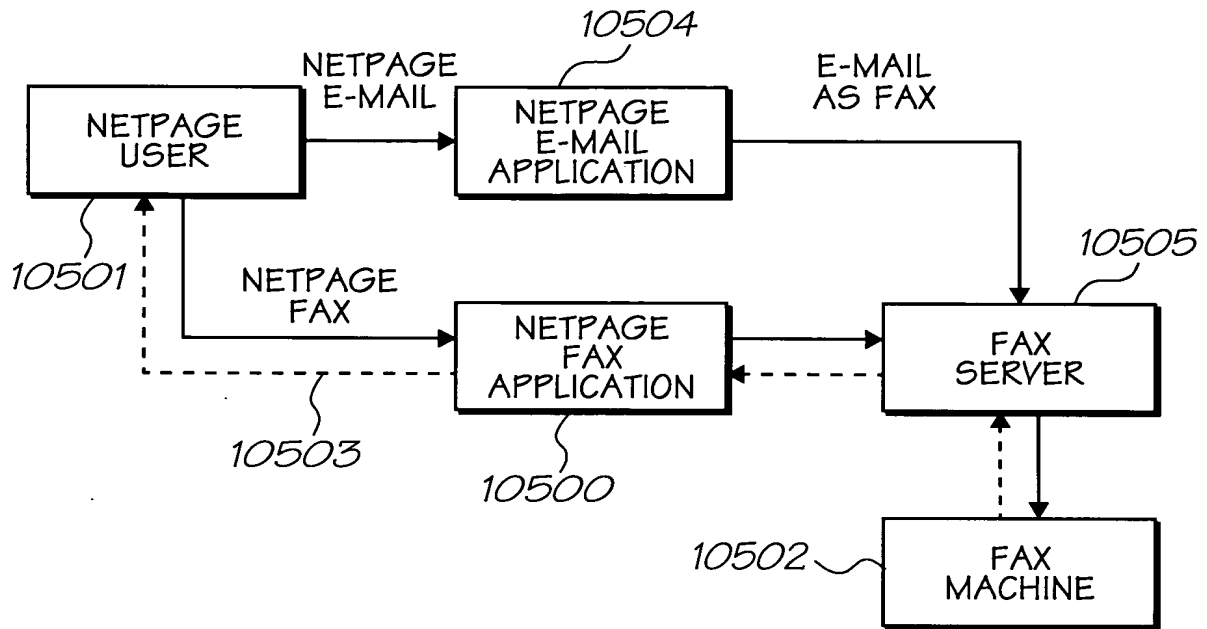 10504
NETPAGE
E-MAIL
E-MAIL
AS FAX
NETPAGE
USER
NETPAGE
E-MAIL
APPLICATION
10501
10505
NETPAGE
FAX
NETPAGE
FAX
APPLICATION
FAX
SERVER
10503
10500
10502
FAX
MACHINE